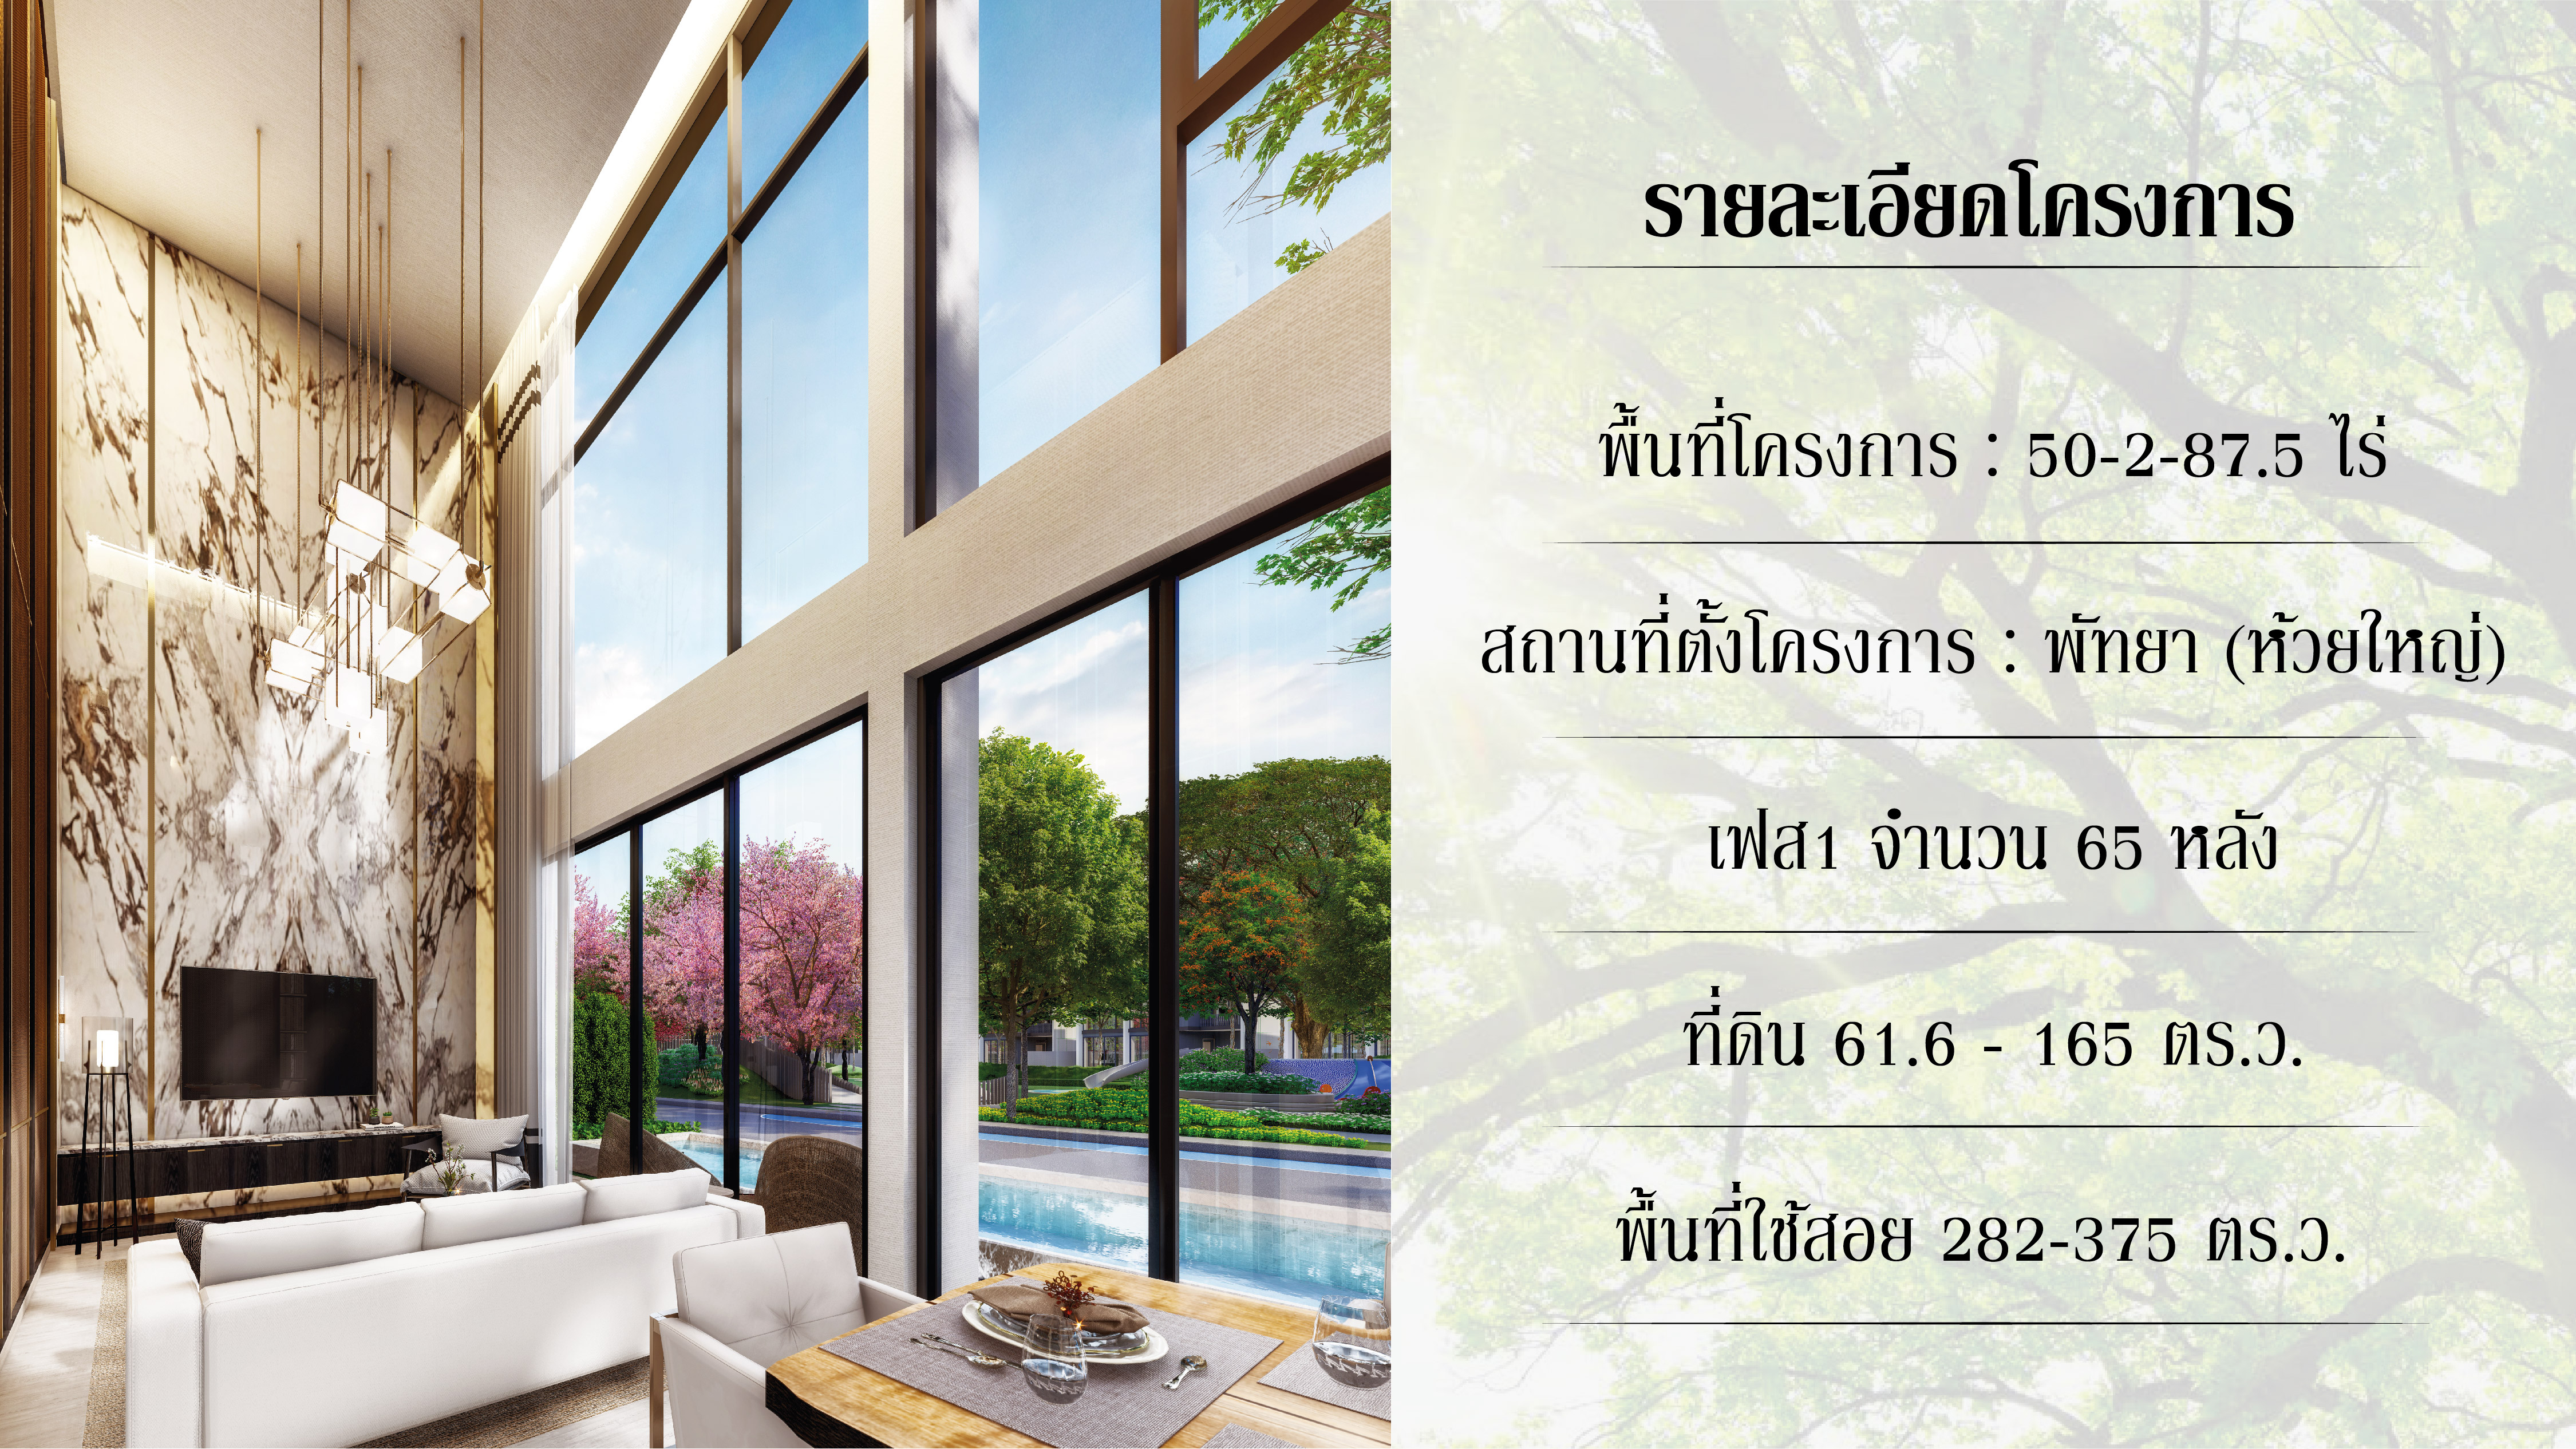 รายละเอียดโครงการ
พื้นที่โครงการ : 50-2-87.5 ไร่
สถานที่ตั้งโครงการ : พัทยา (ห้วยใหญ่)
เฟส1 จำนวน 65 หลัง
ที่ดิน 61.6 - 165 ตร.ว.
พื้นที่ใช้สอย 282-375 ตร.ว.